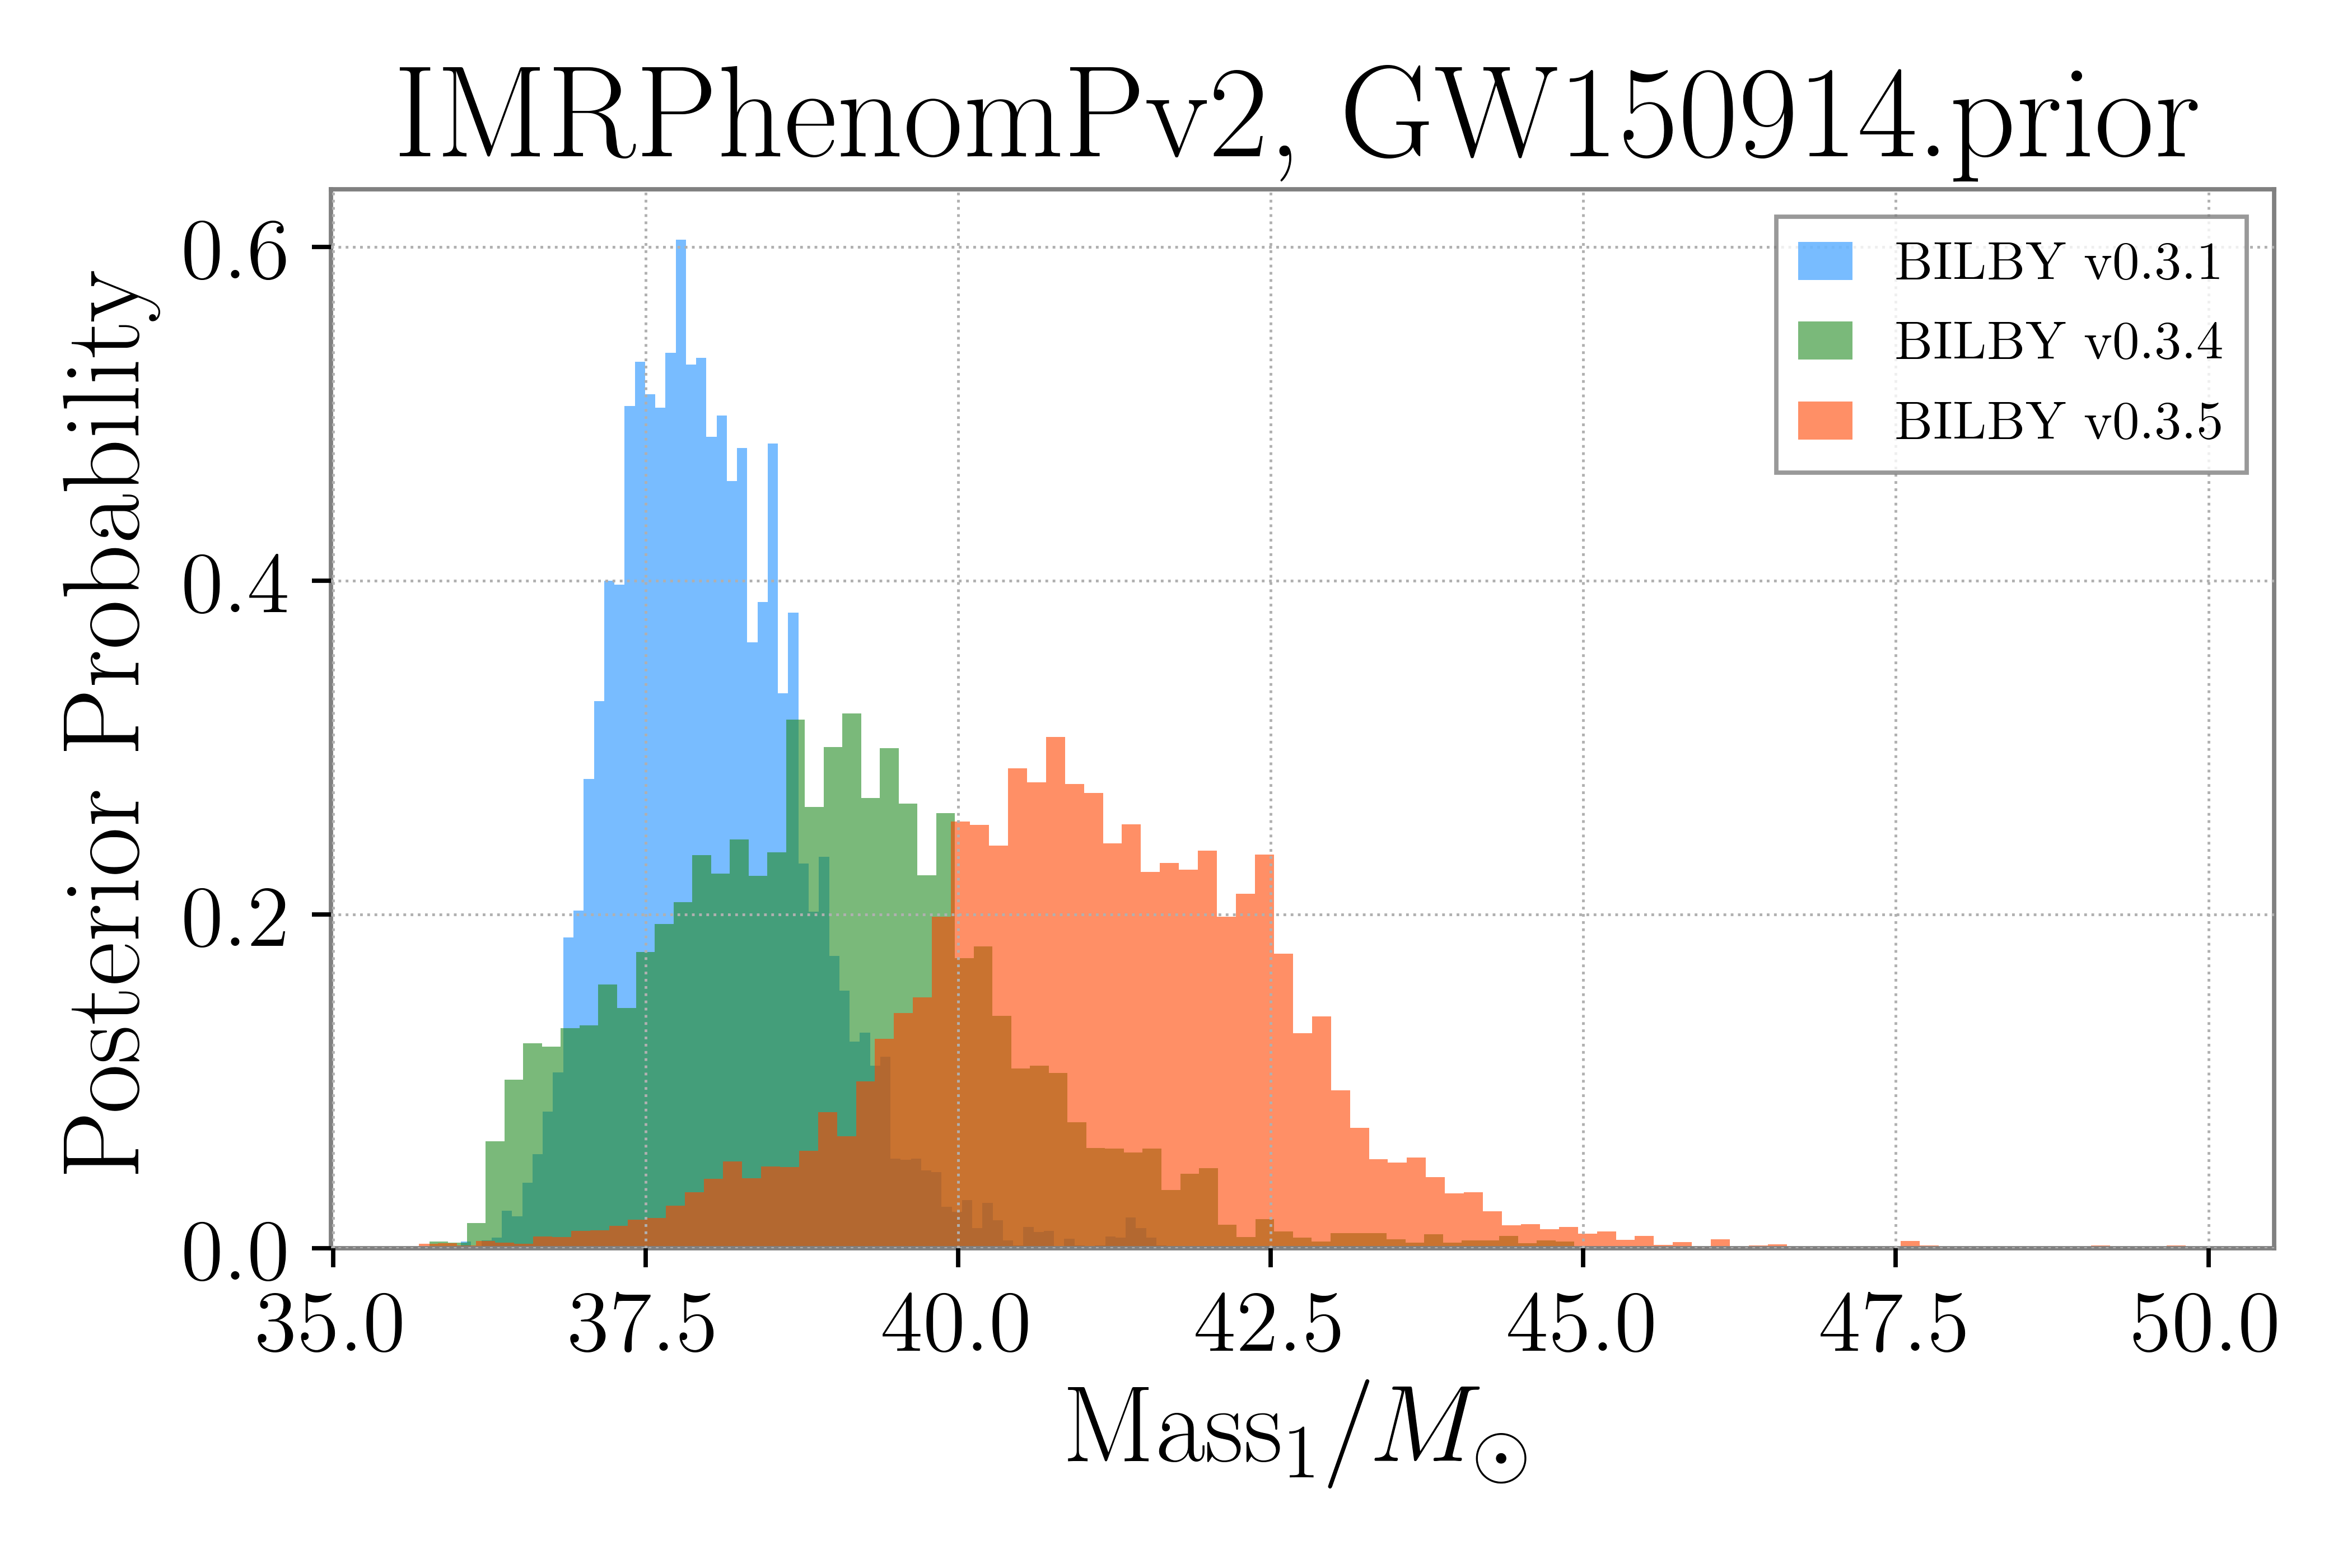 IMRPhenomPv2, GW150914.prior
Posterior Probability
0.6
0.4
0.2
0.0
BILBY v0.3.1
BILBY v0.3.4
BILBY v0.3.5
35.0 37.5 40.0 42.5 45.0 47.5 50.0
Mass₁/M☉